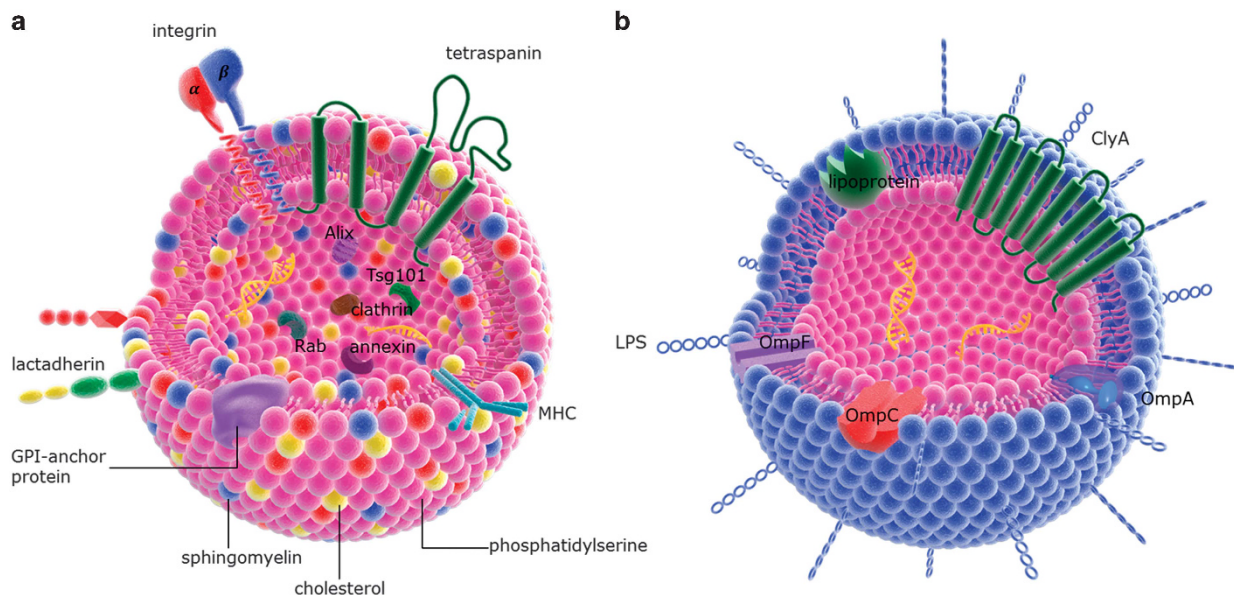 a
integrin
α
β
tetraspanin
Alix
Tsg101
clathrin
Rab
annexin
lactadherin
MHC
GPI-anchor
protein
sphingomyelin
cholesterol
phosphatidylserine
b
ClyA
lipoprotein
LPS
OmpF
OmpC
OmpA